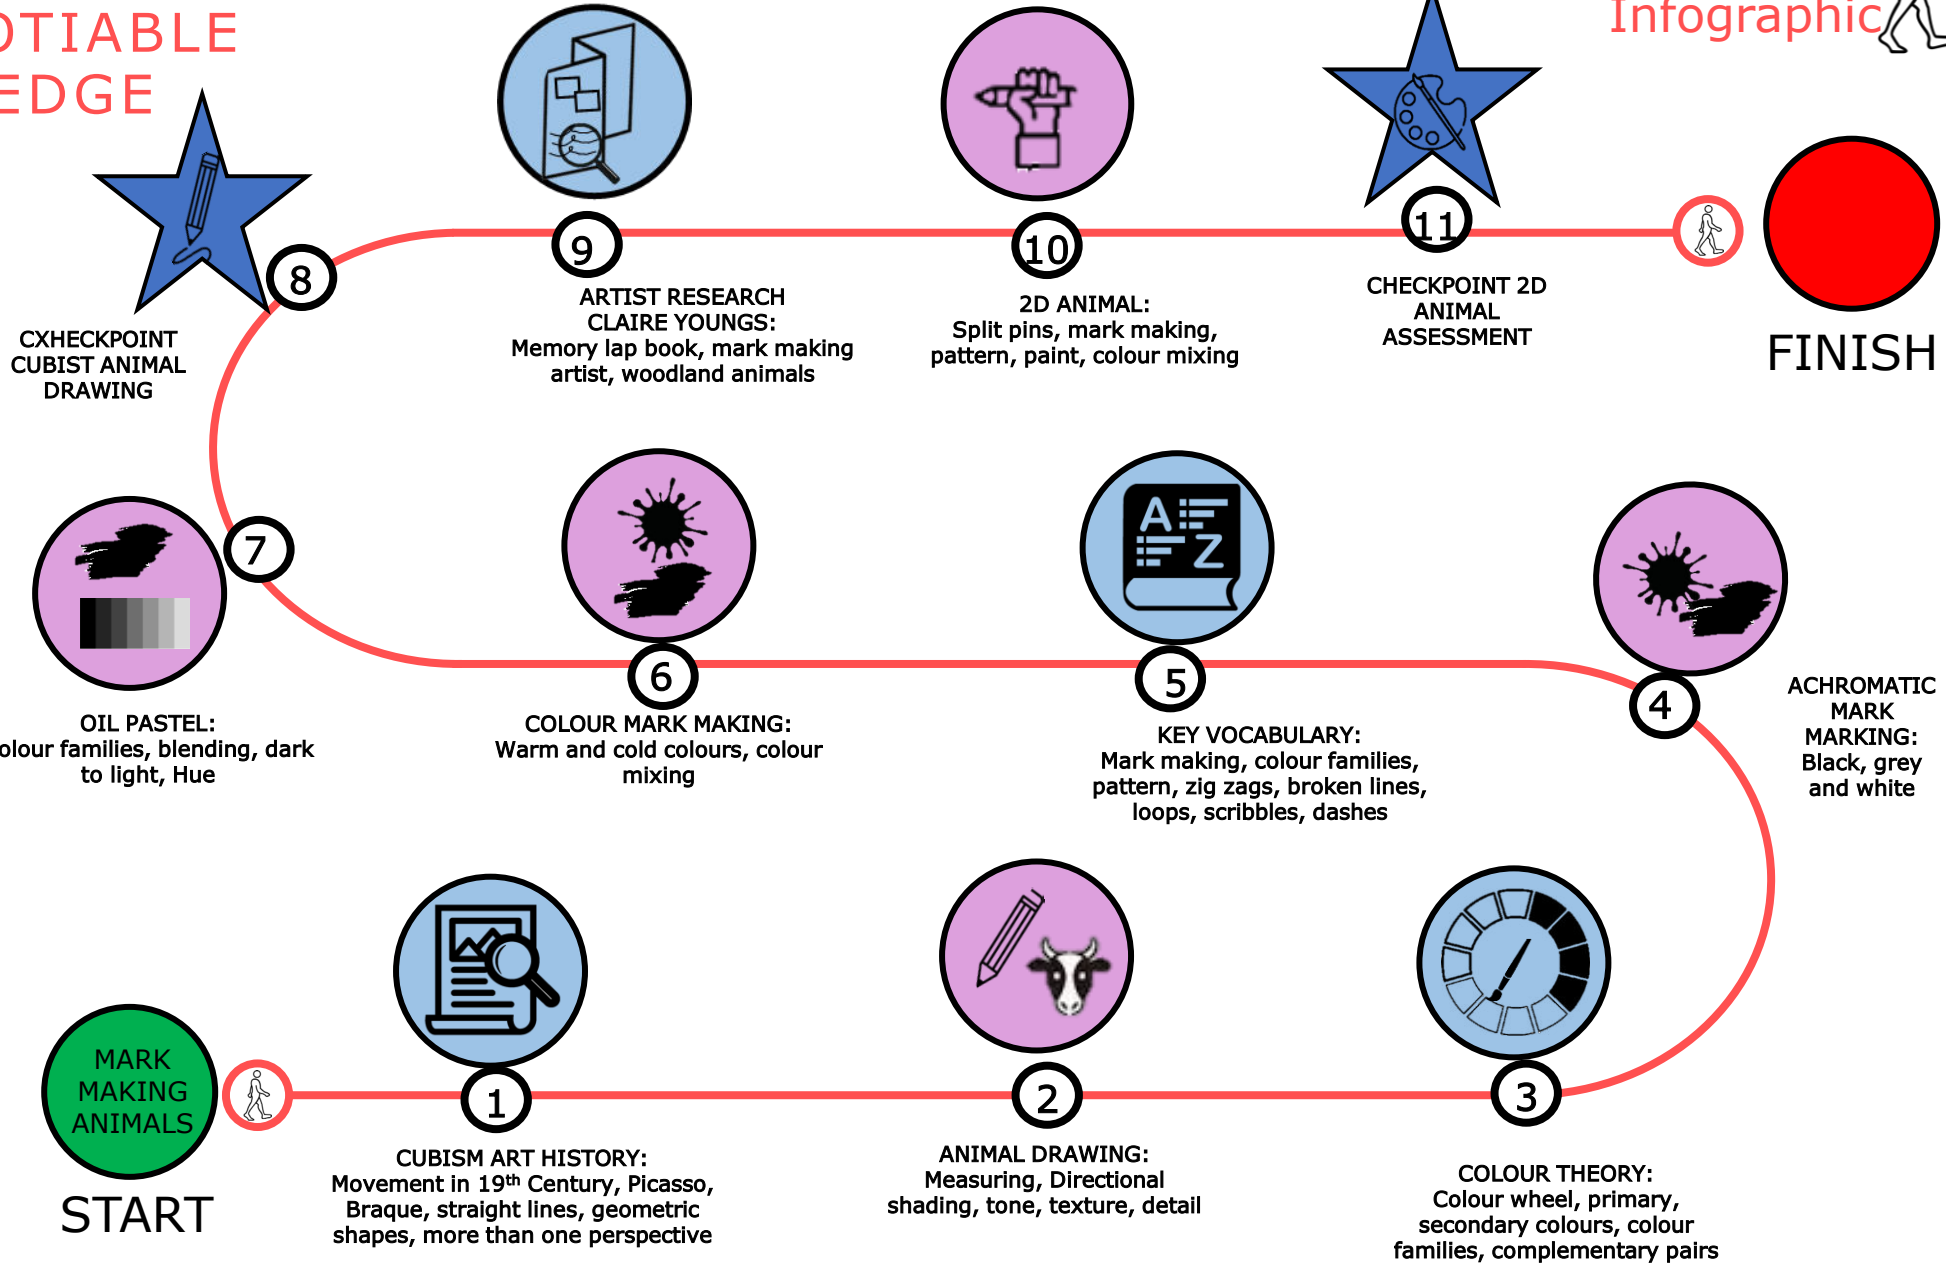 OTIABLE
EDGE
Infographic
8
9
10
11
CXHECKPOINT
CUBIST ANIMAL
DRAWING
ARTIST RESEARCH
CLAIRE YOUNGS:
Memory lap book, mark making
artist, woodland animals
2D ANIMAL:
Split pins, mark making,
pattern, paint, colour mixing
CHECKPOINT 2D
ANIMAL
ASSESSMENT
FINISH
7
6
5
4
A
Z
OIL PASTEL:
olour families, blending, dark
to light, Hue
COLOUR MARK MAKING:
Warm and cold colours, colour
mixing
KEY VOCABULARY:
Mark making, colour families,
pattern, zig zags, broken lines,
loops, scribbles, dashes
ACHROMATIC
MARK
MARKING:
Black, grey
and white
MARK
MAKING
ANIMALS
START
1
2
3
CUBISM ART HISTORY:
Movement in 19th Century, Picasso,
Braque, straight lines, geometric
shapes, more than one perspective
ANIMAL DRAWING:
Measuring, Directional
shading, tone, texture, detail
COLOUR THEORY:
Colour wheel, primary,
secondary colours, colour
families, complementary pairs